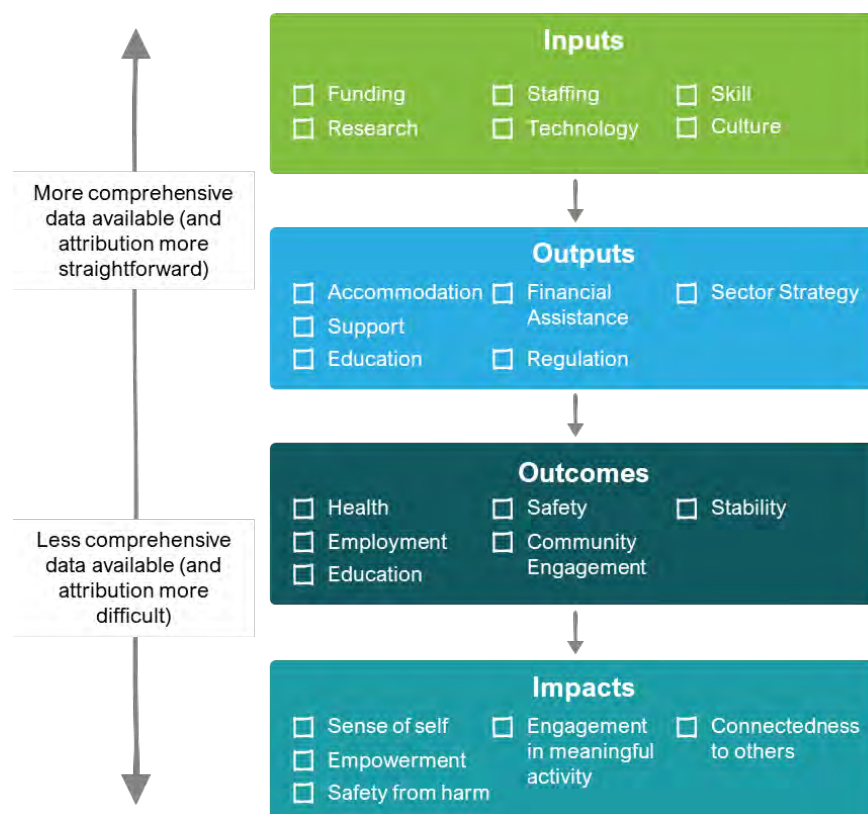 Inputs
Funding
Staffing
Skill
Research
Technology
Culture
More comprehensive
data available (and
attribution more
straightforward)
Outputs
Accommodation
Financial
Assistance
Sector Strategy
Support
Education
Regulation
Outcomes
Health
Safety
Stability
Employment
Community
Engagement
Education
Less comprehensive
data available (and
attribution more
difficult)
Impacts
Sense of self
Engagement
in meaningful
activity
Connectedness
to others
Empowerment
Safety from harm